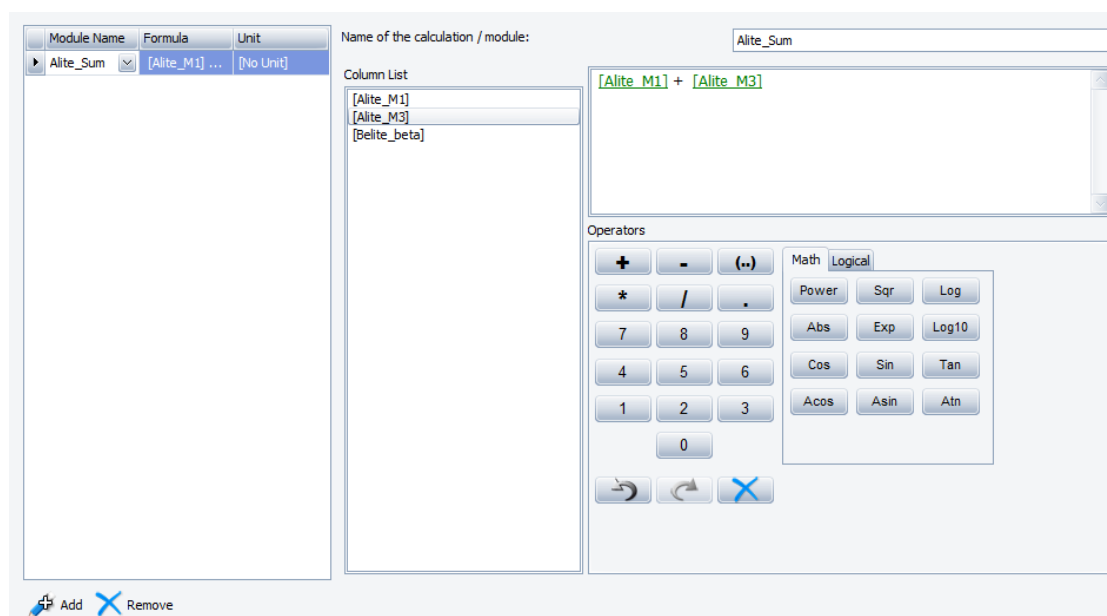 Module Name Formula Unit
Alite_Sum [Alite_M1] ... [No Unit]
Name of the calculation / module:
Alite_Sum
Column List
[Alite_M1]
[Alite_M3]
[Belite_beta]
[Alite_M1] + [Alite_M3]
Operators
+ - (..)
* / .
7 8 9
4 5 6
1 2 3
0
Math Logical
Power Sqr Log
Abs Exp Log10
Cos Sin Tan
Acos Asin Atn
Add Remove